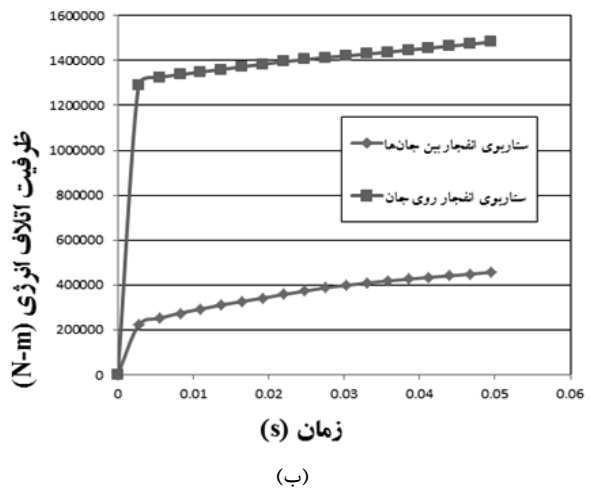 1600000
1400000
1200000
1000000
800000
600000
400000
200000
0
ظرفیت اتلاف انرژی (N-m))
سناریوی انفجار بین جان‌ها
سناریوی انفجار روی جان
0 0.01 0.02 0.03 0.04 0.05 0.06
زمان (s)
(ب)